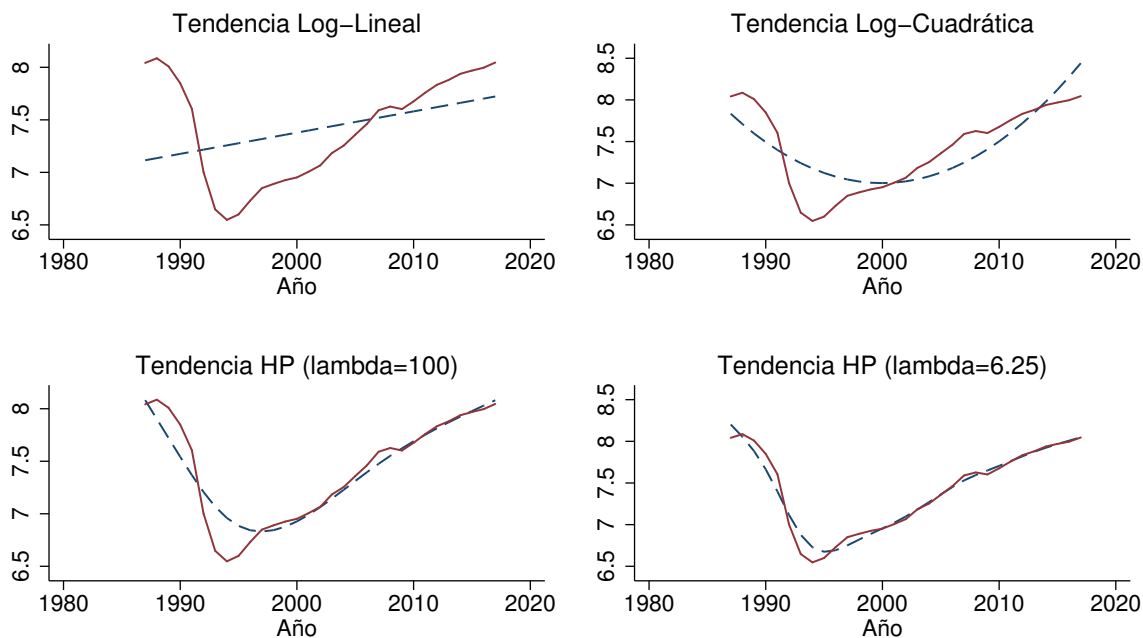 Tendencia Log−Lineal
8
7.5
7
6.5
1980 1990 2000 2010 2020
Año
Tendencia Log−Cuadrática
8.5
8
7.5
7
6.5
1980 1990 2000 2010 2020
Año
Tendencia HP (lambda=100)
8
7.5
7
6.5
1980 1990 2000 2010 2020
Año
Tendencia HP (lambda=6.25)
8.5
8
7.5
7
6.5
1980 1990 2000 2010 2020
Año